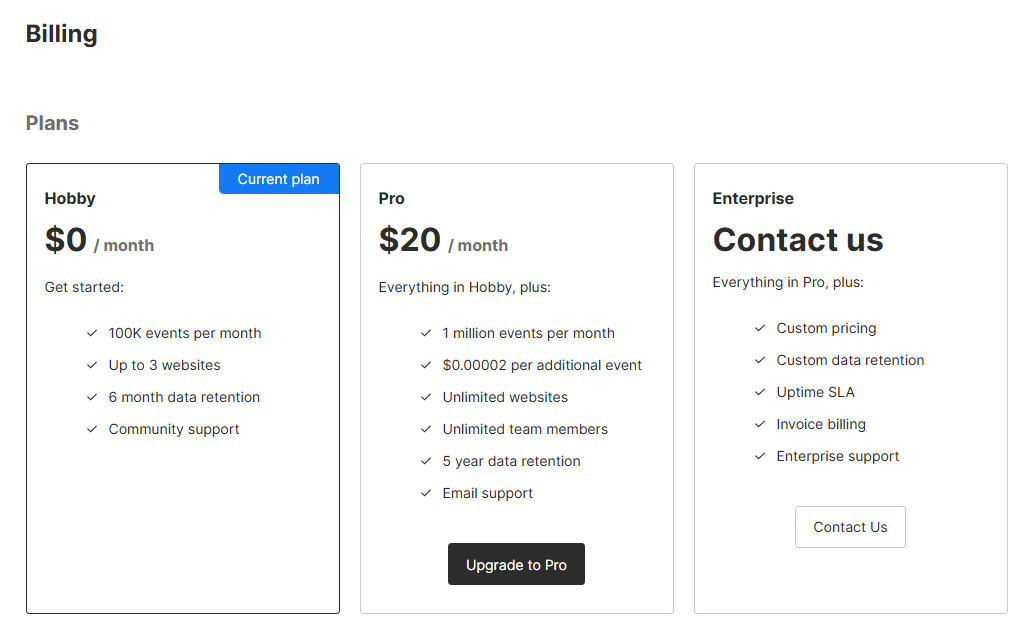 Billing
Plans
Current plan
Hobby
$0 / month
Get started:
100K events per month
Up to 3 websites
6 month data retention
Community support
Pro
$20 / month
Everything in Hobby, plus:
1 million events per month
$0.00002 per additional event
Unlimited websites
Unlimited team members
5 year data retention
Email support
Upgrade to Pro
Enterprise
Contact us
Everything in Pro, plus:
Custom pricing
Custom data retention
Uptime SLA
Invoice billing
Enterprise support
Contact Us